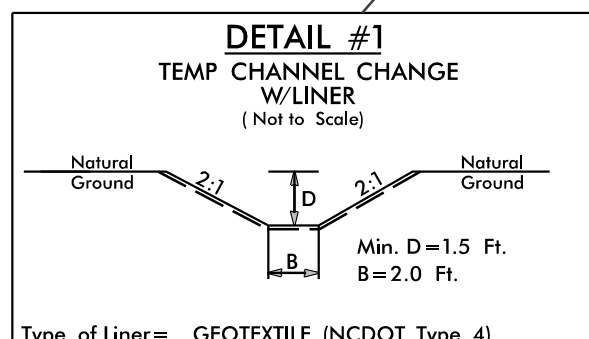 DETAIL #1
TEMP CHANNEL CHANGE
W/LINER
(Not to Scale)
Natural
Ground
2:1
D
2:1
Natural
Ground
B
Min. D=1.5 Ft.
B=2.0 Ft.
Type of Liner= GEOTEXTILE (NCDOT Type 4)